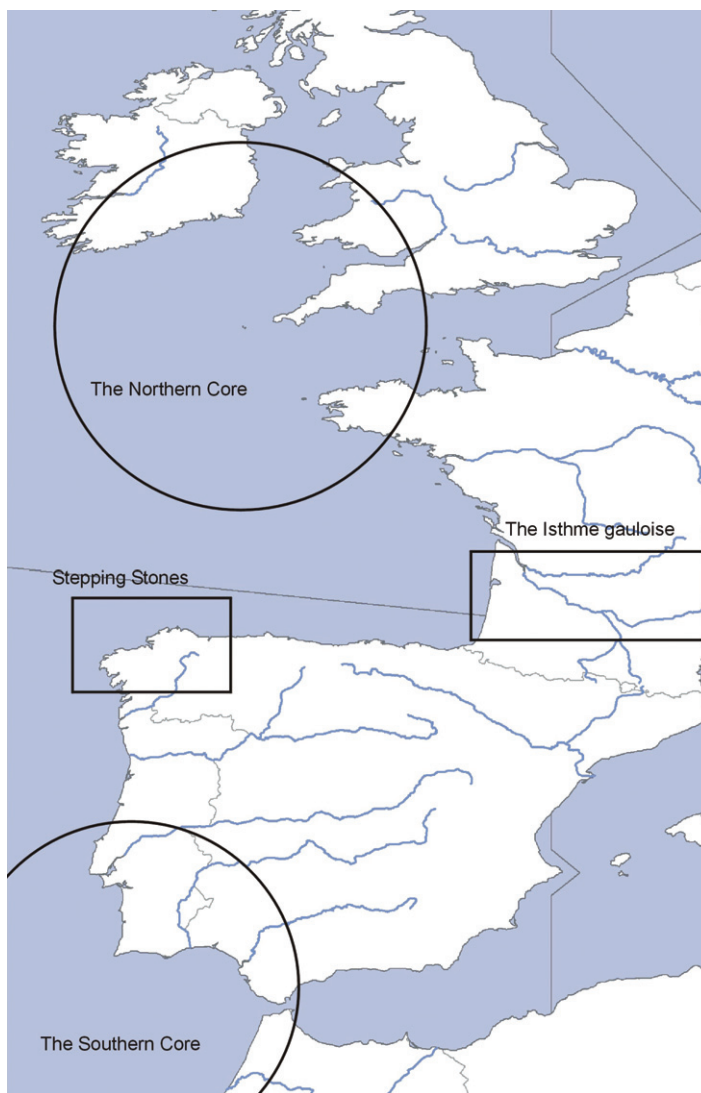 The Northern Core
The Isthme gauloise
Stepping Stones
The Southern Core